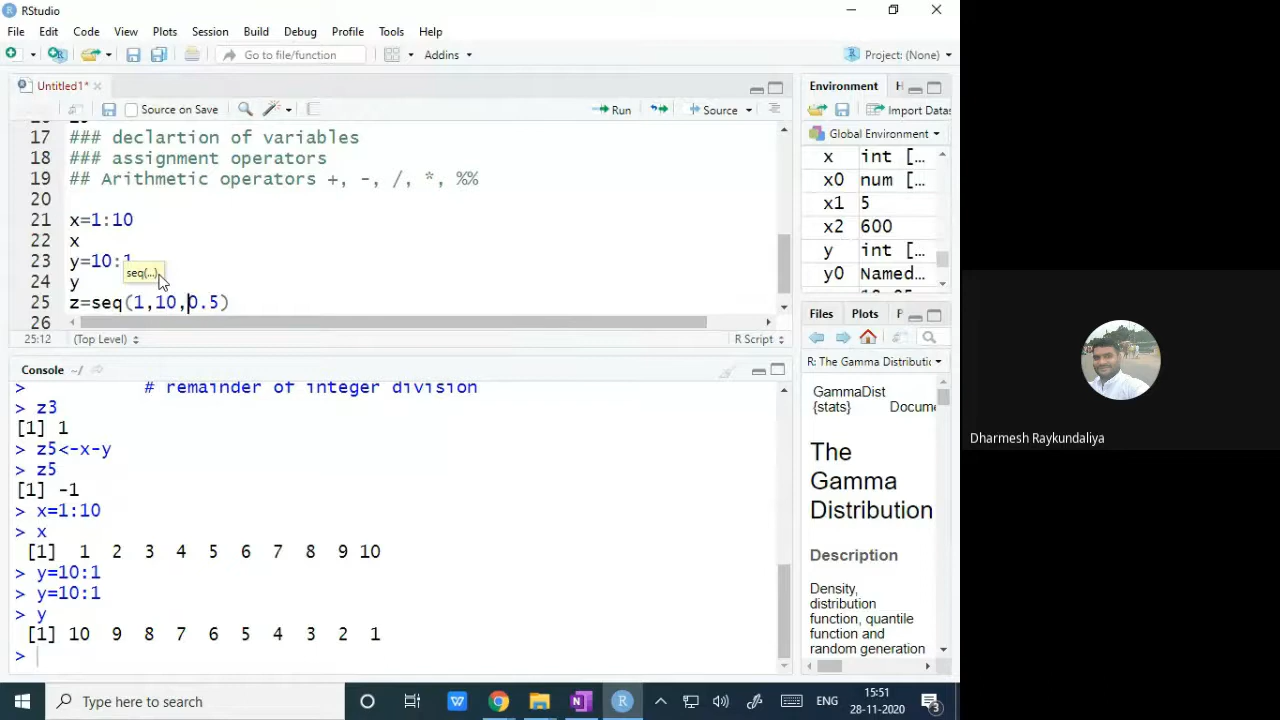 RStudio
File Edit Code View Plots Session Build Debug Profile Tools Help
Go to file/function Addins Project: (None)
Untitled1*
Source on Save Run Source
17 ### declartion of variables
18 ### assignment operators
19 ## Arithmetic operators +, -, /, *, %%
20
21 x=1:10
22 x
23 y=10:1
seq(...)
24 y
25 z=seq(1,10,0.5)
26
25:12 (Top Level) R Script
Console ~/
> # remainder of integer division
> z3
[1] 1
> z5<-x-y
> z5
[1] -1
> x=1:10
> x
[1] 1 2 3 4 5 6 7 8 9 10
> y=10:1
> y=10:1
> y
[1] 10 9 8 7 6 5 4 3 2 1
>
Environment H
Import Datas
Global Environment
x int [...
x0 num [...
x1 5
x2 600
y int [...
y0 Named...
Files Plots P
R: The Gamma Distributic
GammaDist
{stats} Docume
The
Gamma
Distribution
Description
Density,
distribution
function, quantile
function and
random generation
Dharmesh Raykundaliya
Type here to search
ENG
15:51
28-11-2020
3